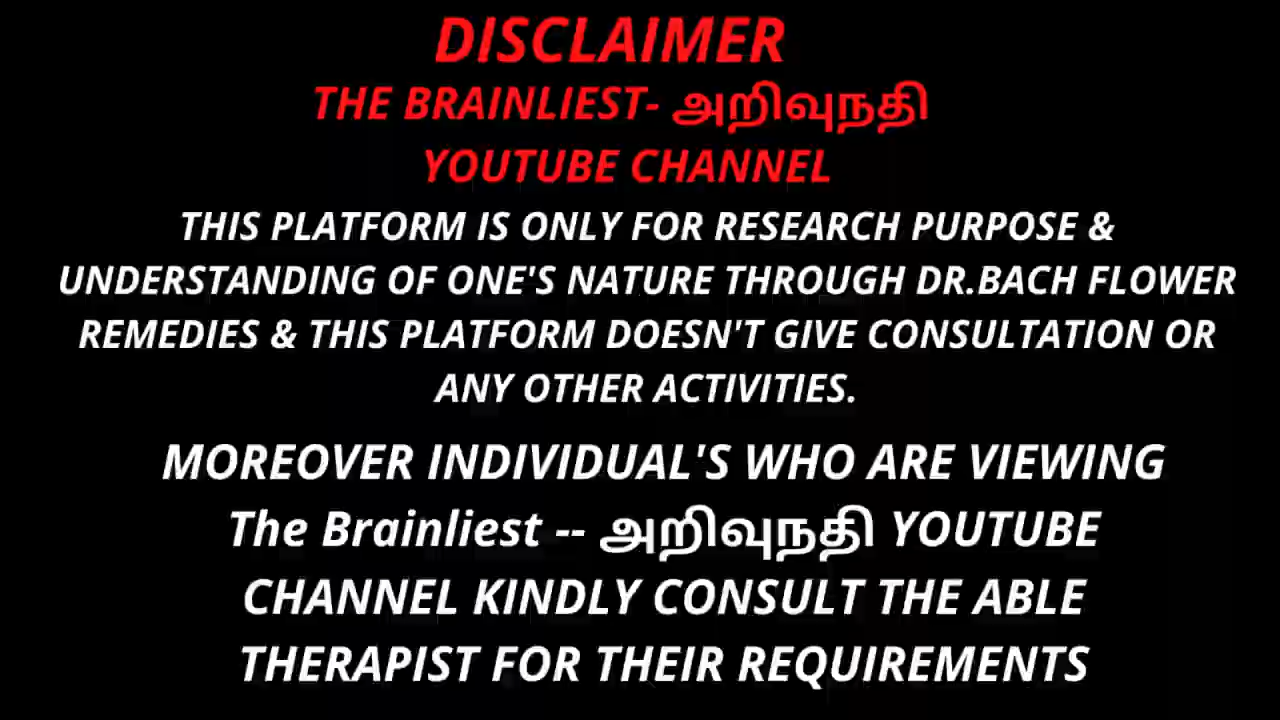 DISCLAIMER
THE BRAINLIEST- அறிவுநதி
YOUTUBE CHANNEL
THIS PLATFORM IS ONLY FOR RESEARCH PURPOSE &
UNDERSTANDING OF ONE'S NATURE THROUGH DR.BACH FLOWER
REMEDIES & THIS PLATFORM DOESN'T GIVE CONSULTATION OR
ANY OTHER ACTIVITIES.
MOREOVER INDIVIDUAL'S WHO ARE VIEWING
The Brainliest -- அறிவுநதி YOUTUBE
CHANNEL KINDLY CONSULT THE ABLE
THERAPIST FOR THEIR REQUIREMENTS